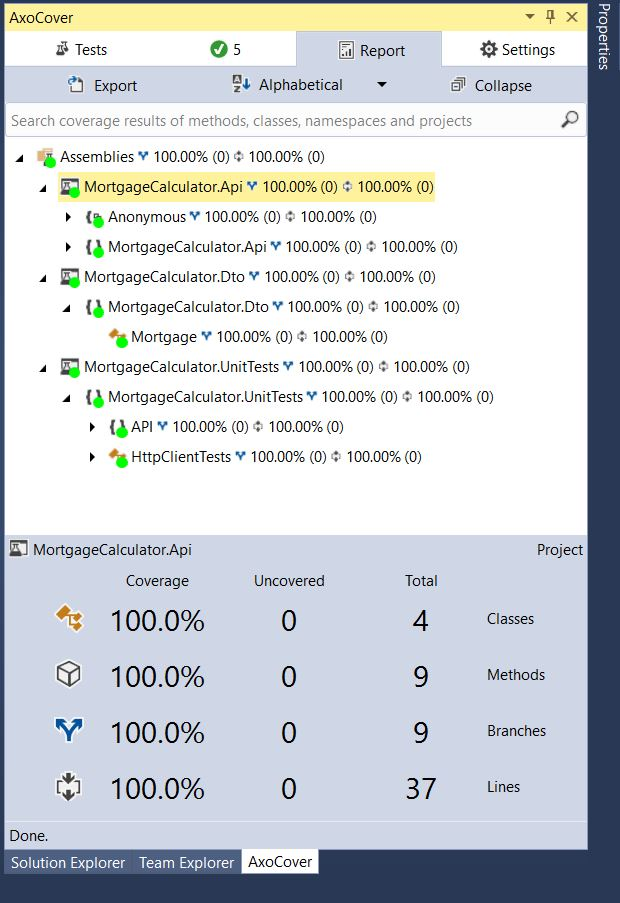 AxoCover
Properties
Tests
5
Report
Settings
Export
Alphabetical
Collapse
Search coverage results of methods, classes, namespaces and projects
Assemblies 100.00% (0) 100.00% (0)
MortgageCalculator.Api 100.00% (0) 100.00% (0)
Anonymous 100.00% (0) 100.00% (0)
MortgageCalculator.Api 100.00% (0) 100.00% (0)
MortgageCalculator.Dto 100.00% (0) 100.00% (0)
MortgageCalculator.Dto 100.00% (0) 100.00% (0)
Mortgage 100.00% (0) 100.00% (0)
MortgageCalculator.UnitTests 100.00% (0) 100.00% (0)
MortgageCalculator.UnitTests 100.00% (0) 100.00% (0)
API 100.00% (0) 100.00% (0)
HttpClientTests 100.00% (0) 100.00% (0)
MortgageCalculator.Api Project
Coverage Uncovered Total
100.0% 0 4 Classes
100.0% 0 9 Methods
100.0% 0 9 Branches
100.0% 0 37 Lines
Done.
Solution Explorer Team Explorer AxoCover